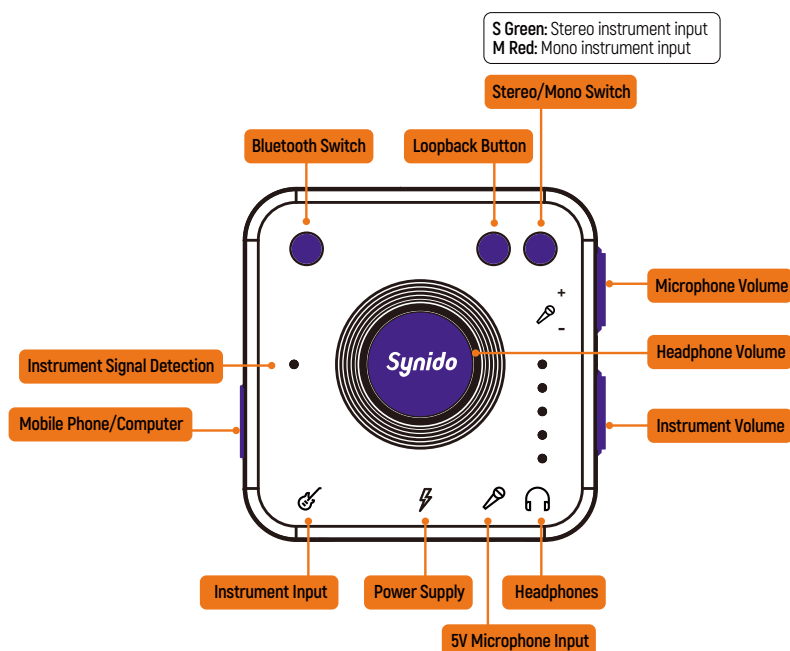 S Green: Stereo instrument input
M Red: Mono instrument input
Stereo/Mono Switch
Bluetooth Switch
Loopback Button
Microphone Volume
+
-
Headphone Volume
Synido
Instrument Signal Detection
Mobile Phone/Computer
Instrument Volume
Instrument Input
Power Supply
Headphones
5V Microphone Input